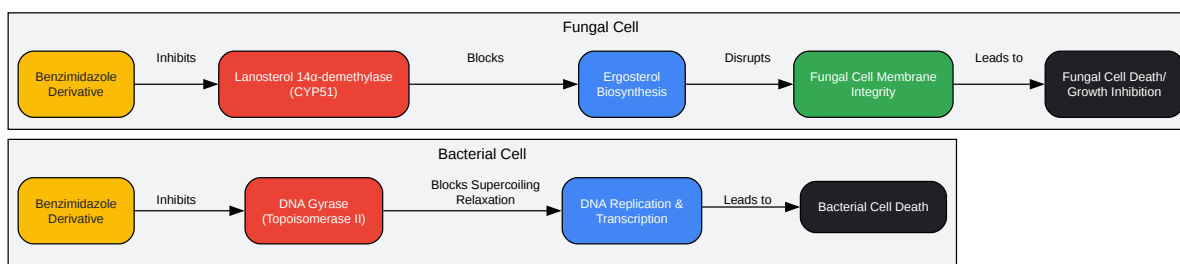 Fungal Cell
Benzimidazole
Derivative
Inhibits
Lanosterol 14α-demethylase
(CYP51)
Blocks
Ergosterol
Biosynthesis
Disrupts
Fungal Cell Membrane
Integrity
Leads to
Fungal Cell Death/
Growth Inhibition
Bacterial Cell
Benzimidazole
Derivative
Inhibits
DNA Gyrase
(Topoisomerase II)
Blocks Supercoiling
Relaxation
DNA Replication &
Transcription
Leads to
Bacterial Cell Death